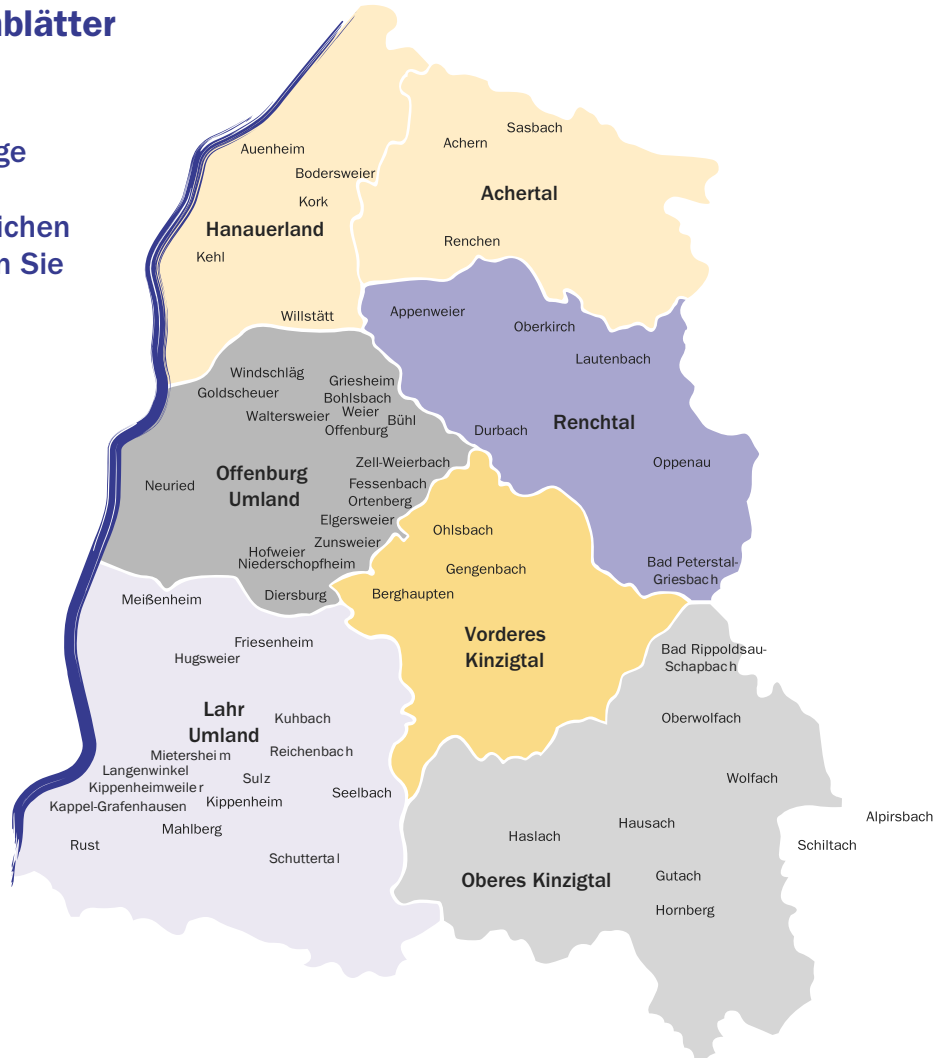 blätter
ge
ichen
n Sie
Sasbach
Achern
Auenheim
Bodersweier
Achertal
Kork
Hanauerland
Renchen
Kehl
Appenweier
Willstätt
Oberkirch
Lautenbach
Windschläg
Griesheim
Goldscheuer
Bohlsbach
Weier
Waltersweier
Bühl
Offenburg
Durbach
Renchtal
Zell-Weierbach
Oppenau
Offenburg
Umland
Neuried
Fessenbach
Ortenberg
Elgersweier
Ohlsbach
Zunsweier
Hofweier
Niederschopfheim
Gengenbach
Bad Peterstal-
Griesbach
Diersburg
Berghaupten
Meißenheim
Vorderes
Kinzigtal
Friesenheim
Hugsweier
Bad Rippoldsau-
Schapbach
Lahr
Umland
Kuhbach
Oberwolfach
Reichenbach
Mietersheim
Langenwinkel
Sulz
Wolfach
Kippenheimweiler
Seelbach
Kippenheim
Kappel-Grafenhausen
Alpirsbach
Mahlberg
Hausach
Haslach
Rust
Schiltach
Schuttertal
Oberes Kinzigtal
Gutach
Hornberg